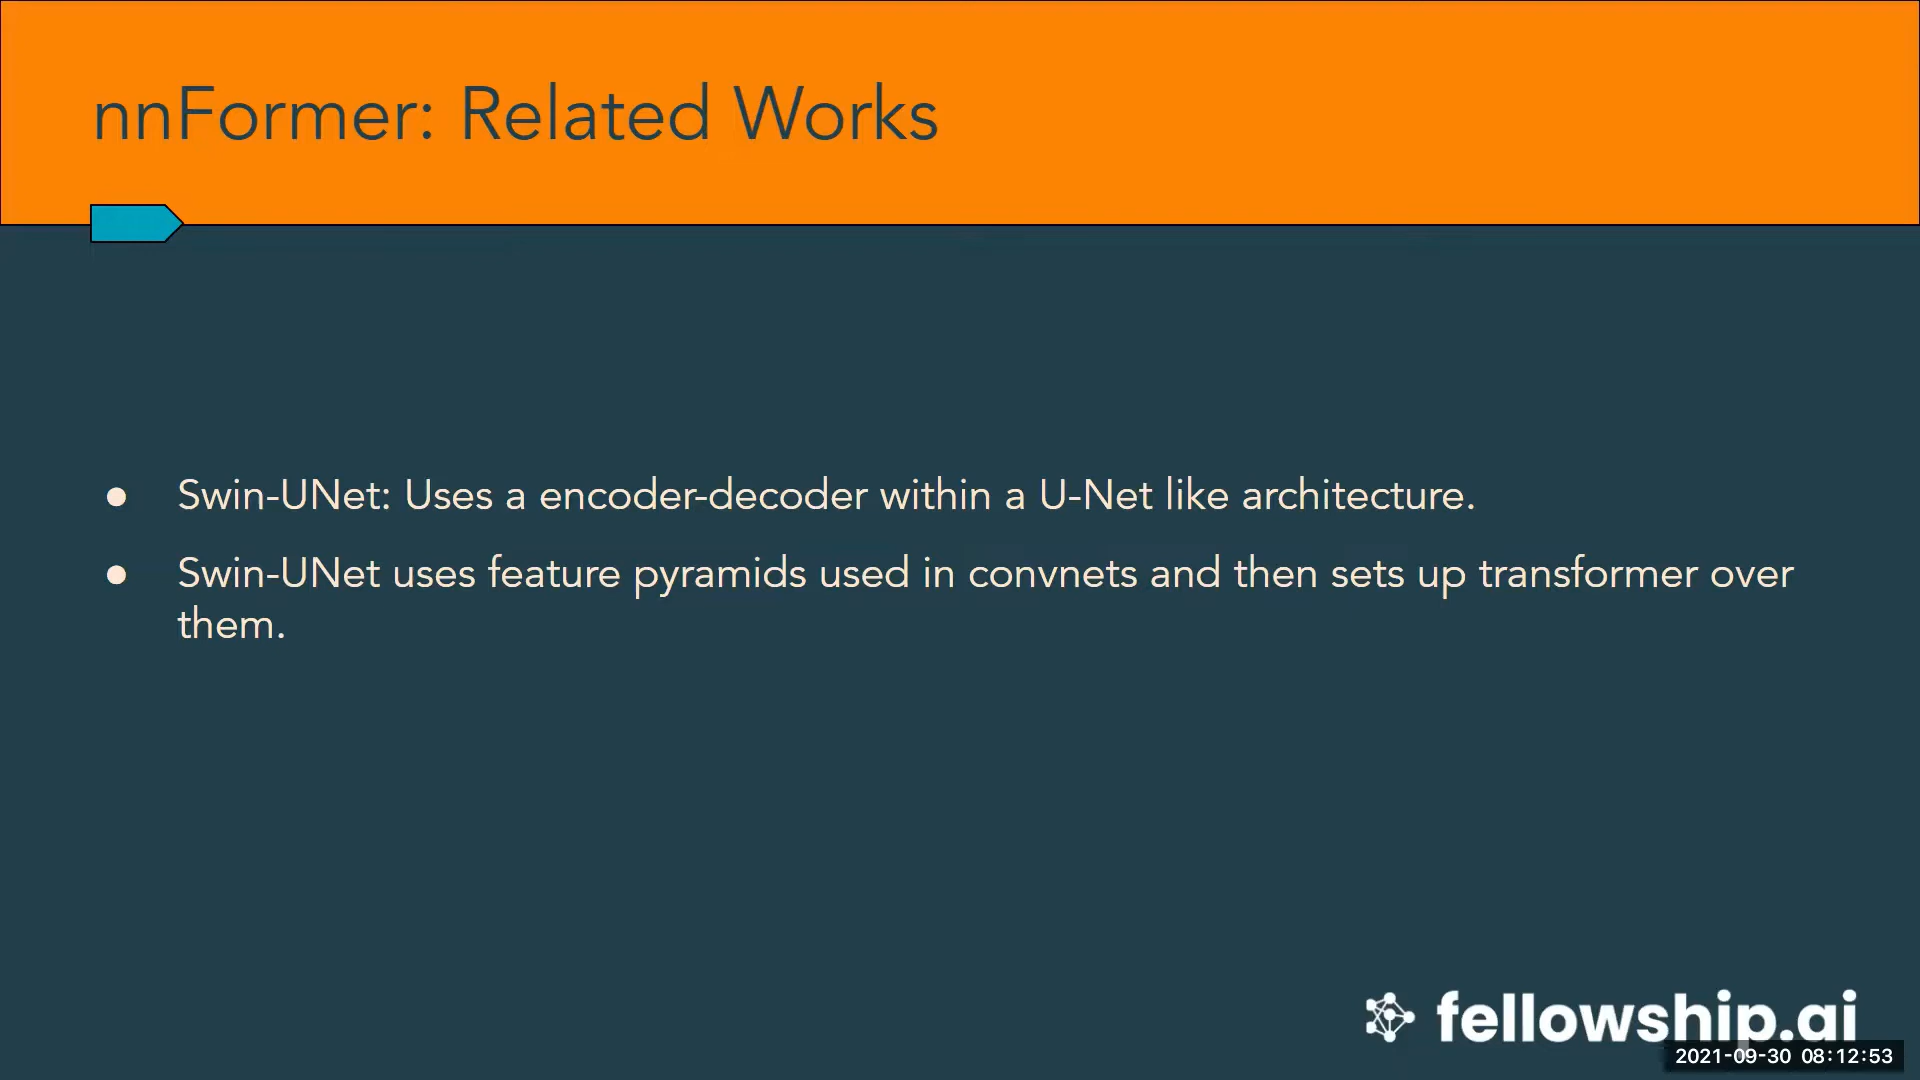 nnFormer: Related Works
● Swin-UNet: Uses a encoder-decoder within a U-Net like architecture.
● Swin-UNet uses feature pyramids used in convnets and then sets up transformer over
them.
fellowship.ai
2021-09-30 08:12:53